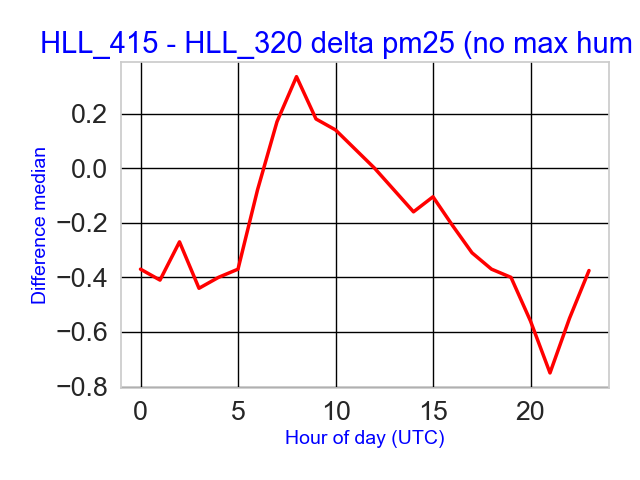 HLL_415 - HLL_320 delta pm25 (no max hum
Difference median
0.2
0.0
−0.2
−0.4
−0.6
−0.8
0 5 10 15 20
Hour of day (UTC)